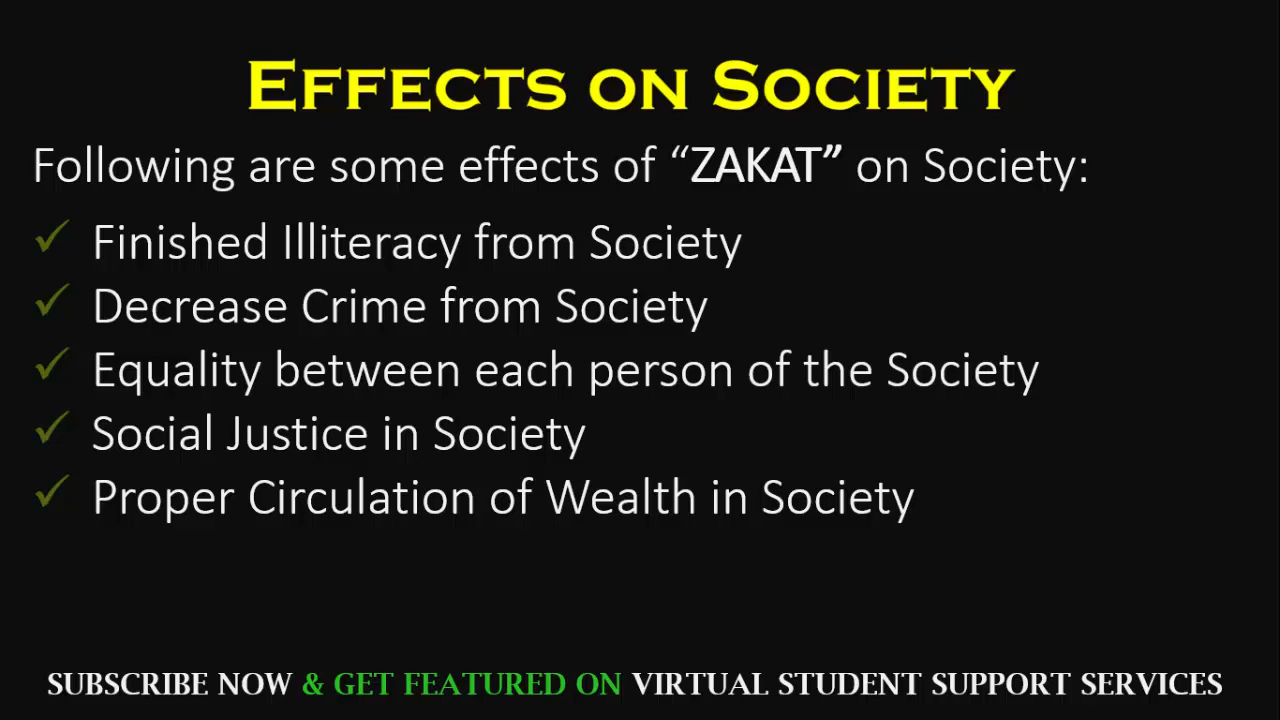 EFFECTS ON SOCIETY
Following are some effects of “ZAKAT” on Society:
✓ Finished Illiteracy from Society
✓ Decrease Crime from Society
✓ Equality between each person of the Society
✓ Social Justice in Society
✓ Proper Circulation of Wealth in Society
SUBSCRIBE NOW & GET FEATURED ON VIRTUAL STUDENT SUPPORT SERVICES